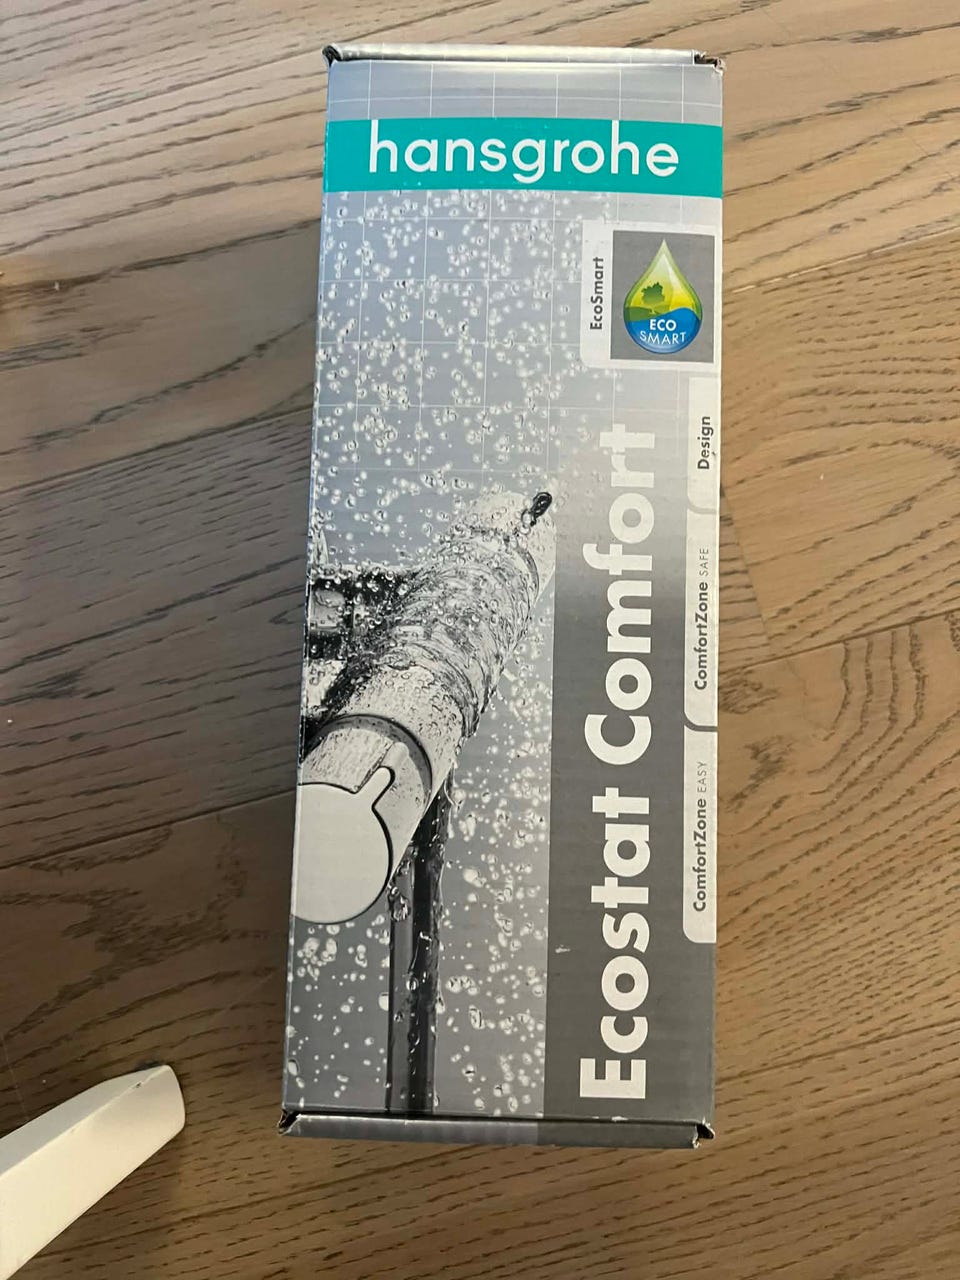 hansgrohe
EcoSmart
ECO
SMART
Design
ComfortZone SAFE
ComfortZone EASY
Ecostat Comfort